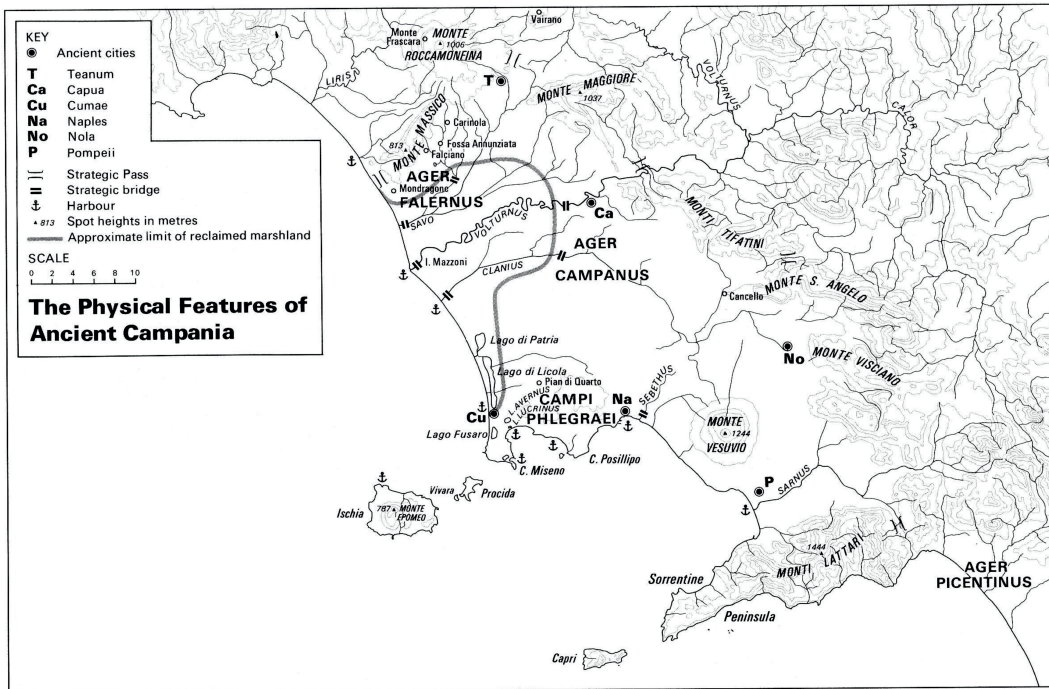 KEY
Ancient cities
T Teanum
Ca Capua
Cu Cumae
Na Naples
No Nola
P Pompeii
Strategic Pass
Strategic bridge
Harbour
813 Spot heights in metres
Approximate limit of reclaimed marshland
SCALE
0 2 4 6 8 10
The Physical Features of
Ancient Campania
Vairano
Monte
Frascara
MONTE
1006
ROCCAMONFINA
LIRIS
T
MONTE MAGGIORE
1037
VOLTURNUS
CALOR
MONTE MASSICO
813
Carinola
Fossa Annunziata
Falciano
AGER
Mondragone
FALERNUS
SAVO
VOLTURNUS
Ca
MONTI TIFATINI
I. Mazzoni
CLANIUS
AGER
CAMPANUS
Cancello
MONTE S. ANGELO
Lago di Patria
No
MONTE VISCIANO
Lago di Licola
Pian di Quarto
L.AVERNUS
L.LUCRINUS
CAMPI
PHLEGRAEI
Na
SEBETHUS
Cu
Lago Fusaro
MONTE
1244
VESUVIO
C. Posillipo
C. Miseno
P
SARNUS
Vivara
Procida
Ischia
787
MONTE
EPOMEO
1444
MONTI LATTARI
AGER
PICENTINUS
Sorrentine
Peninsula
Capri